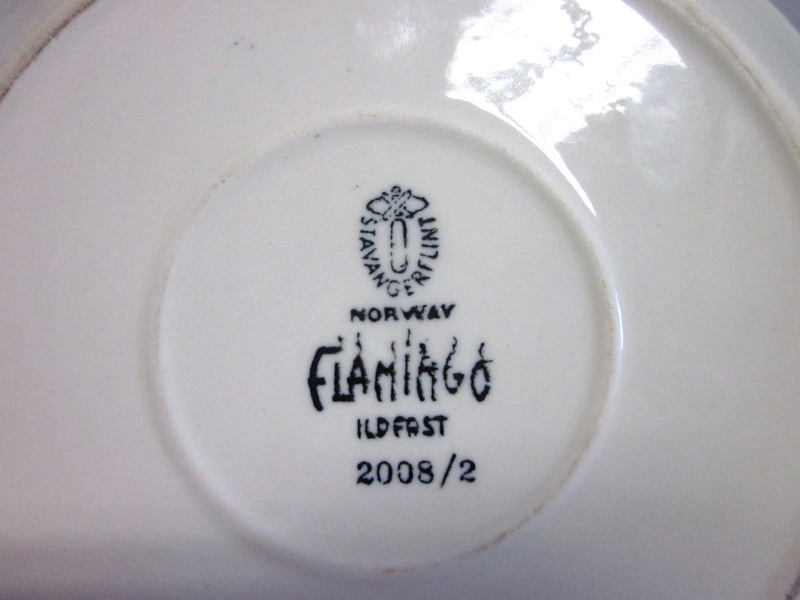 STAVANGERFLINT
NORWAY
FLAMINGO
ILDFAST
2008/2